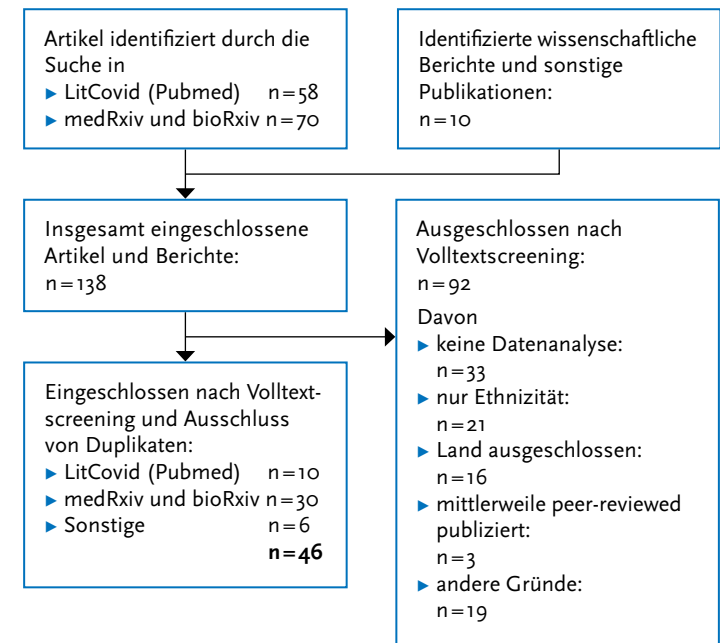 Artikel identifiziert durch die
Suche in
▶ LitCovid (Pubmed) n=58
▶ medRxiv und bioRxiv n=70
Identifizierte wissenschaftliche
Berichte und sonstige
Publikationen:
n=10
Insgesamt eingeschlossene
Artikel und Berichte:
n=138
Ausgeschlossen nach
Volltextscreening:
n=92
Davon
▶ keine Datenanalyse:
n=33
▶ nur Ethnizität:
n=21
▶ Land ausgeschlossen:
n=16
▶ mittlerweile peer-reviewed
publiziert:
n=3
▶ andere Gründe:
n=19
Eingeschlossen nach Volltext-
screening und Ausschluss
von Duplikaten:
▶ LitCovid (Pubmed) n=10
▶ medRxiv und bioRxiv n=30
▶ Sonstige n=6
n=46